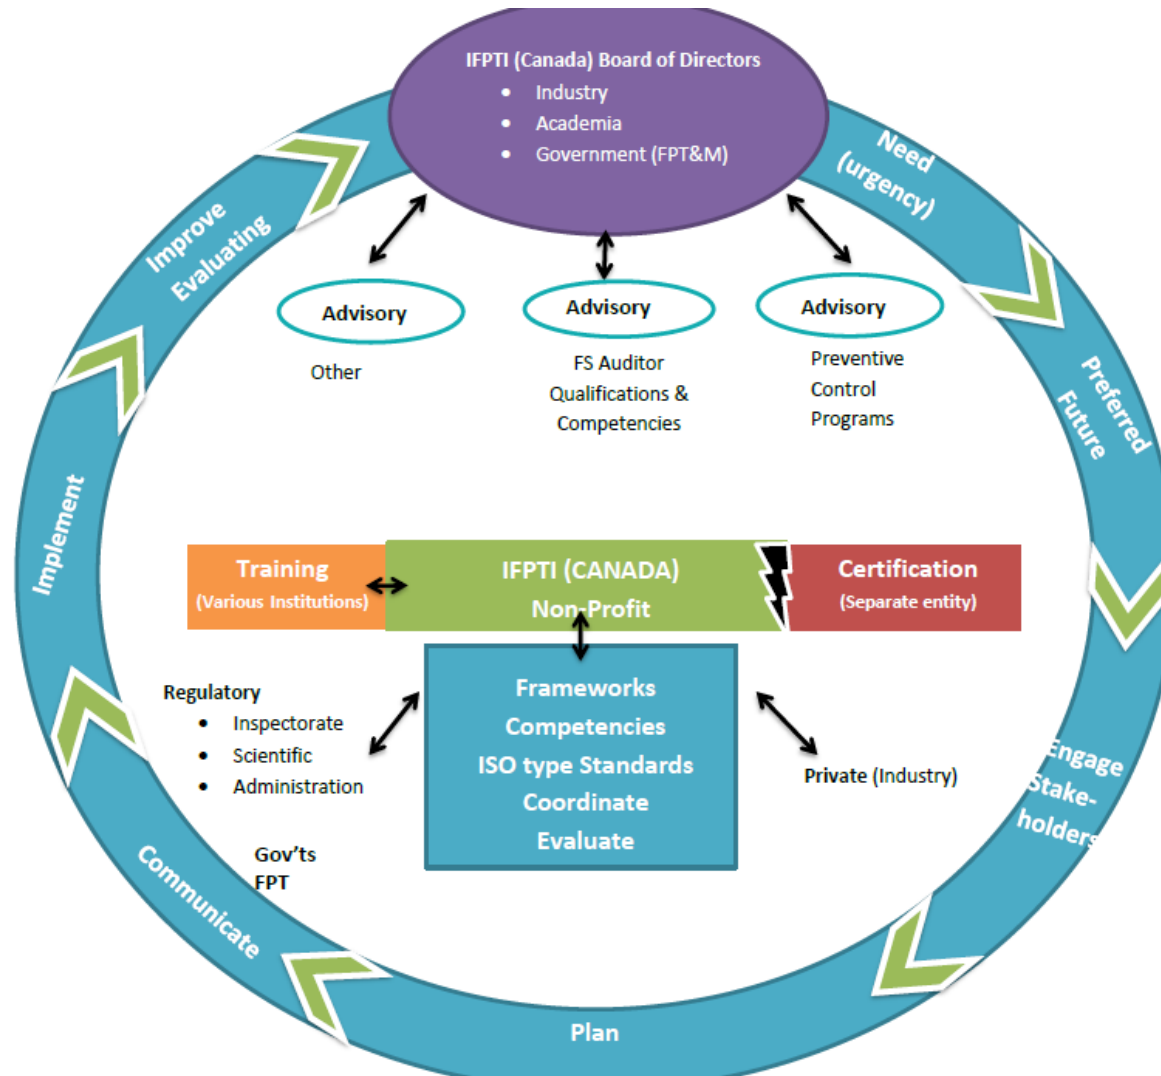 IFPTI (Canada) Board of Directors
• Industry
• Academia
• Government (FPT&M)
Need
(urgency)
Improve
Evaluating
Advisory
Advisory
Advisory
Other
FS Auditor
Qualifications &
Competencies
Preventive
Control
Programs
Preferred
Future
Implement
Training
(Various Institutions)
IFPTI (CANADA)
Non-Profit
Certification
(Separate entity)
Frameworks
Competencies
ISO type Standards
Coordinate
Evaluate
Regulatory
• Inspectorate
• Scientific
• Administration
Private (Industry)
Engage
Stake-
holders
Gov'ts
FPT
Communicate
Plan